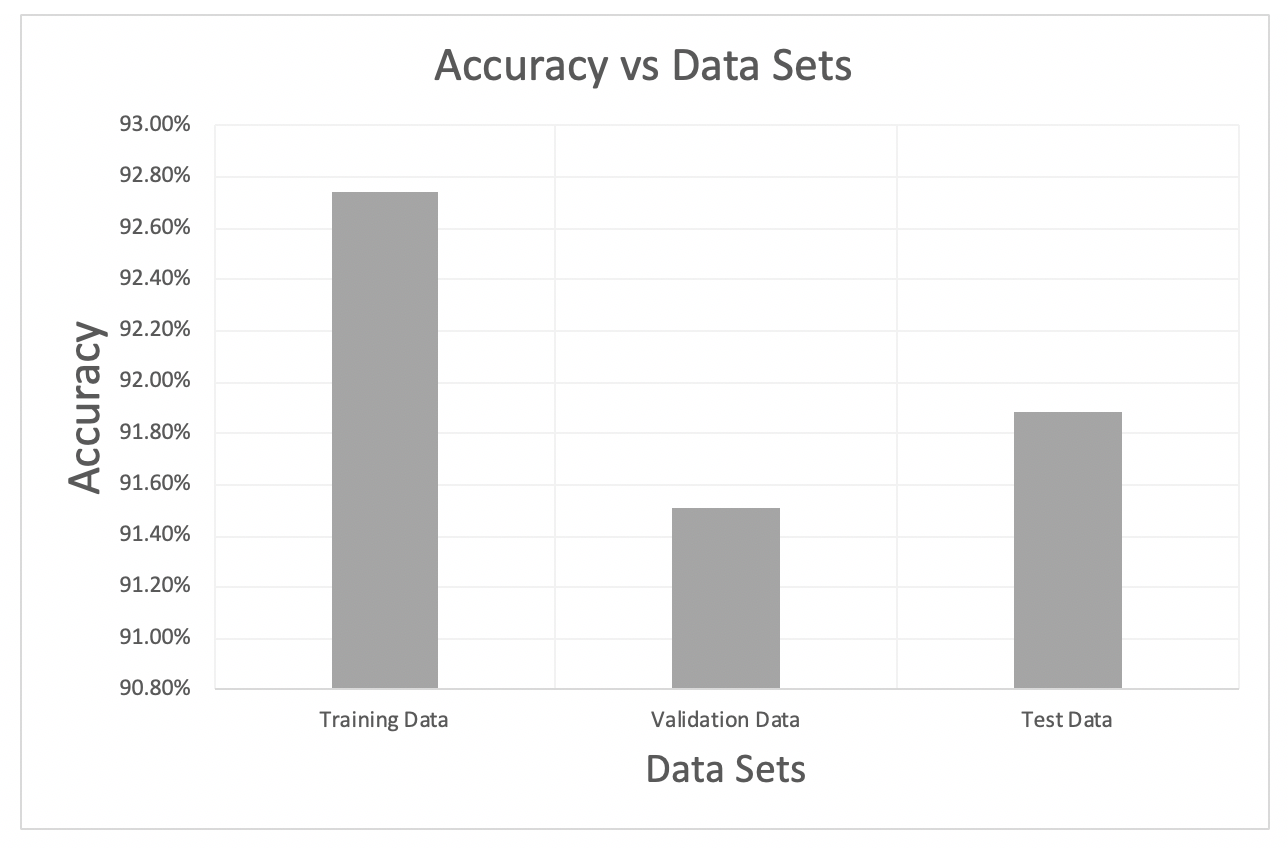 Accuracy vs Data Sets
93.00%
92.80%
92.60%
92.40%
92.20%
92.00%
91.80%
91.60%
91.40%
91.20%
91.00%
90.80%
Accuracy
Training Data
Validation Data
Test Data
Data Sets